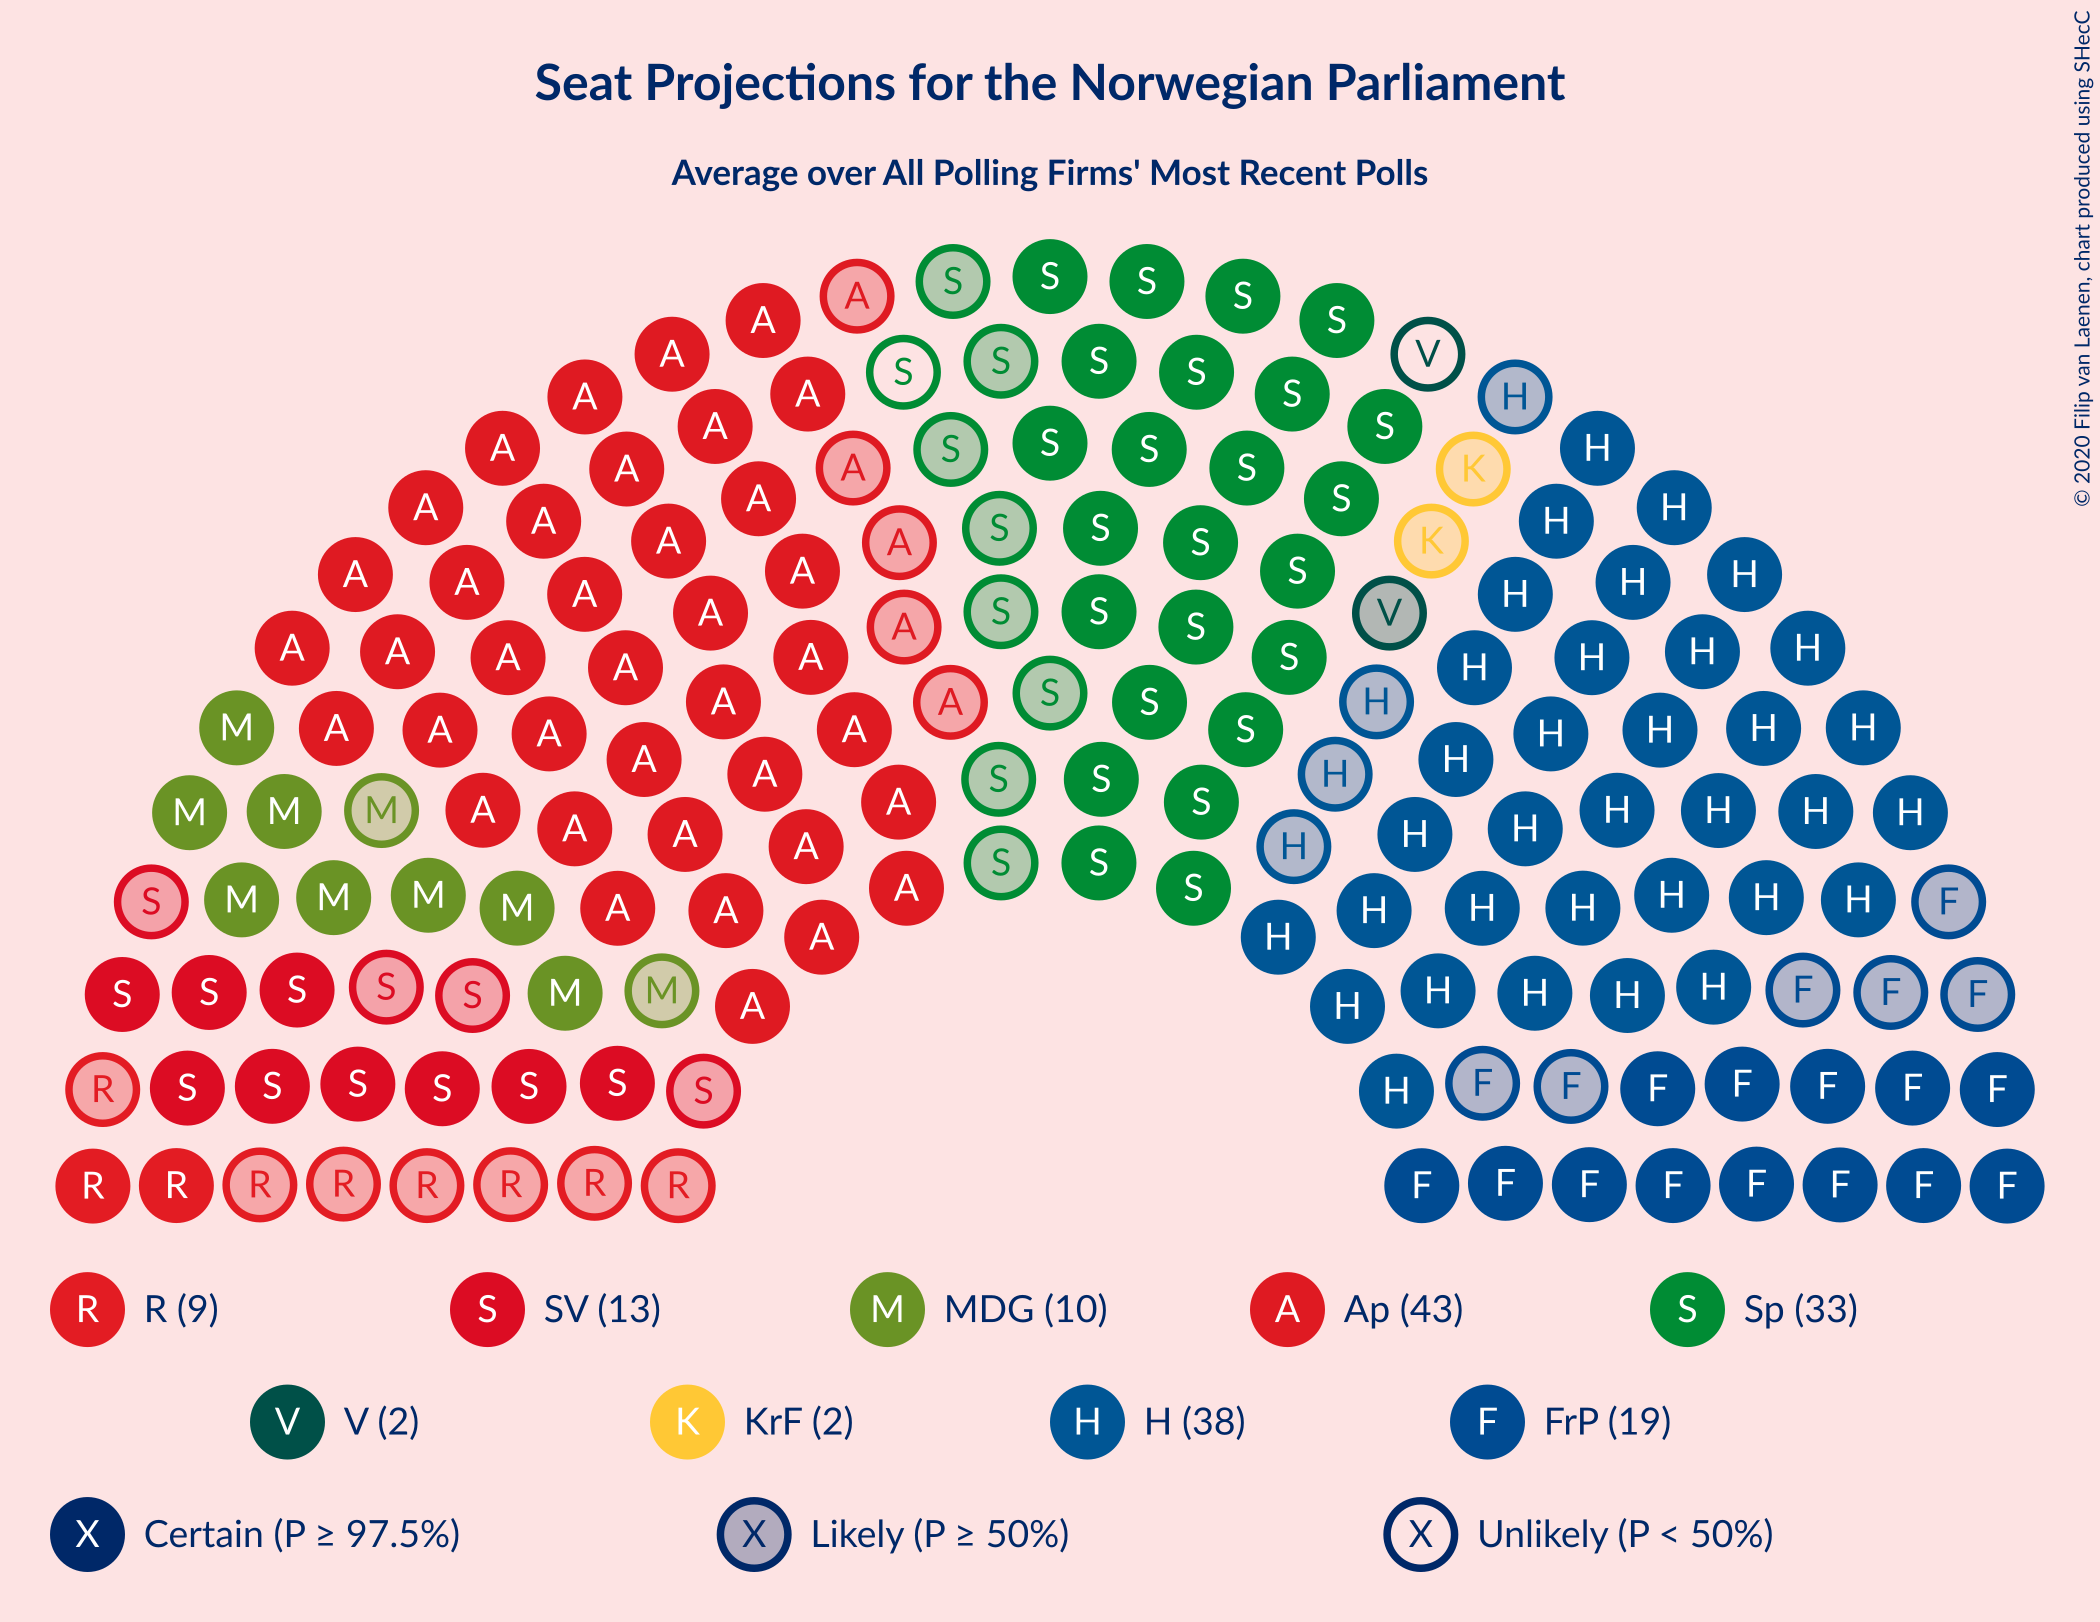 Seat Projections for the Norwegian Parliament
Average over All Polling Firms' Most Recent Polls
© 2020 Filip van Laenen, chart produced using SHecC
A S S S S
A S V
A S S S S S H
A A S K H
A A A S S S S S K H H
A A A A S S S S V H H H
A A A A A S S S S H H H H
A A A A A A S S S H H H H H
M A A A A A A S H H H H H H
M M M A A A A A S S S H H H H H H H
S M M M M A A A A S S S H H H H H H H F
S S S S S M M A A H H H H H H F F F
R S S S S S S S H F F F F F F F
R R R R R R R R F F F F F F F F
R R (9) S SV (13) M MDG (10) A Ap (43) S Sp (33)
V V (2) K KrF (2) H H (38) F FrP (19)
X Certain (P ≥ 97.5%) X Likely (P ≥ 50%) X Unlikely (P < 50%)